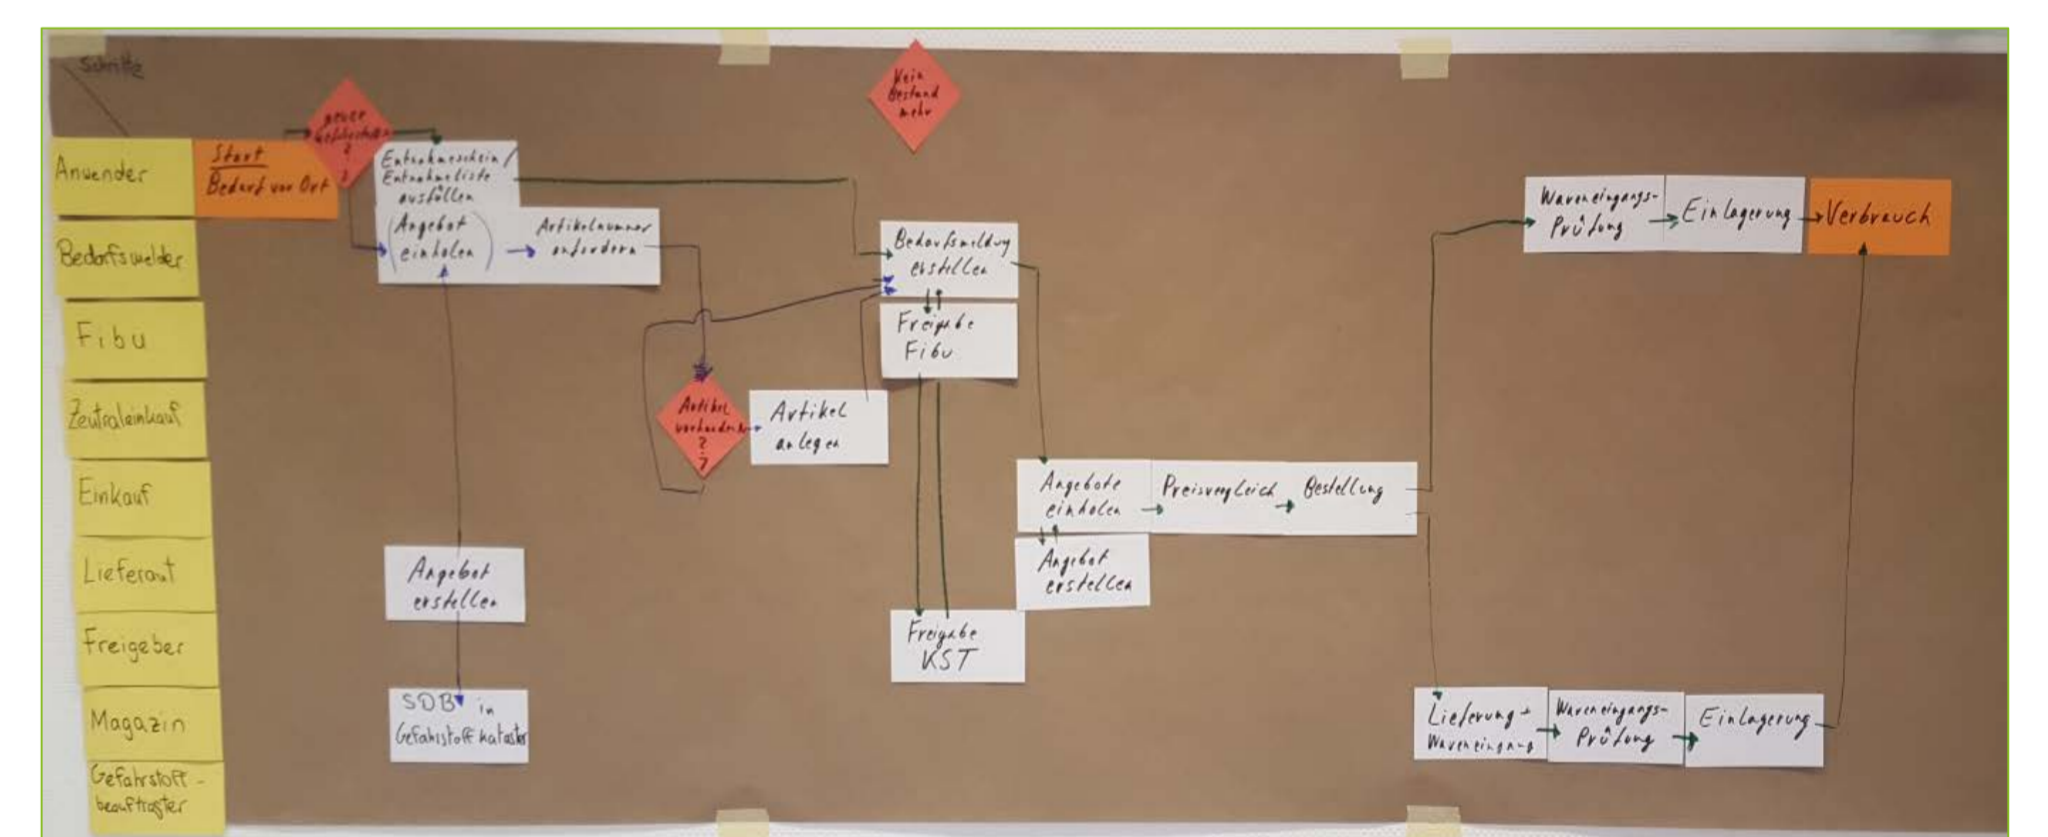 Schritte
Anwender
Bedarfsmelder
Fibu
Zentraleinkauf
Einkauf
Lieferant
Freigeber
Magazin
Gefahrstoff-
beauftragter
Start
Bedarf vor Ort
neuer
Gefahrstoff
?
Entnahmeschein/
Entnahmeliste
ausfüllen
(Angebot
einholen)
Artikelnummer
anfordern
Angebot
erstellen
SDB in
Gefahrstoffkataster
Artikel
vorhanden
?
Artikel
anlegen
Kein
Bestand
mehr
Bedarfsmeldung
erstellen
Freigabe
Fibu
Freigabe
KST
Angebote
einholen
Preisvergleich
Bestellung
Angebot
erstellen
Wareneingangs-
Prüfung
Einlagerung
Verbrauch
Lieferung +
Wareneingang
Wareneingangs-
Prüfung
Einlagerung